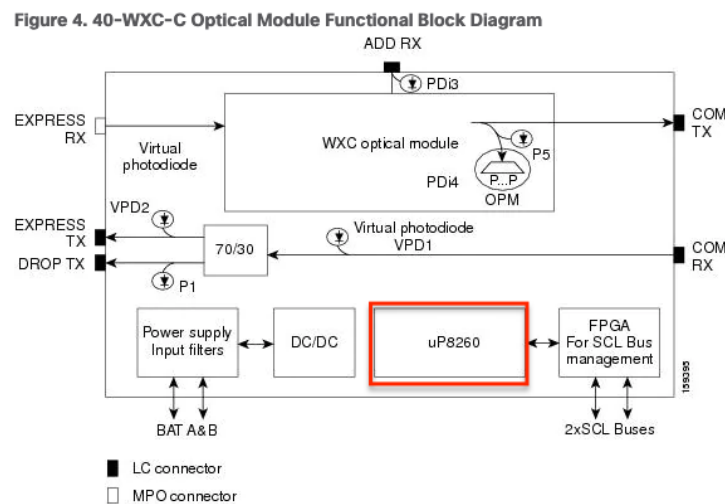 Figure 4. 40-WXC-C Optical Module Functional Block Diagram
ADD RX
PDi3
EXPRESS
RX
Virtual
photodiode
WXC optical module
COM
TX
P5
PDi4
P...P
OPM
EXPRESS
TX
VPD2
Virtual photodiode
VPD1
70/30
DROP TX
P1
COM
RX
Power supply
Input filters
DC/DC
uP8260
FPGA
For SCL Bus
management
159395
BAT A&B
2xSCL Buses
LC connector
MPO connector